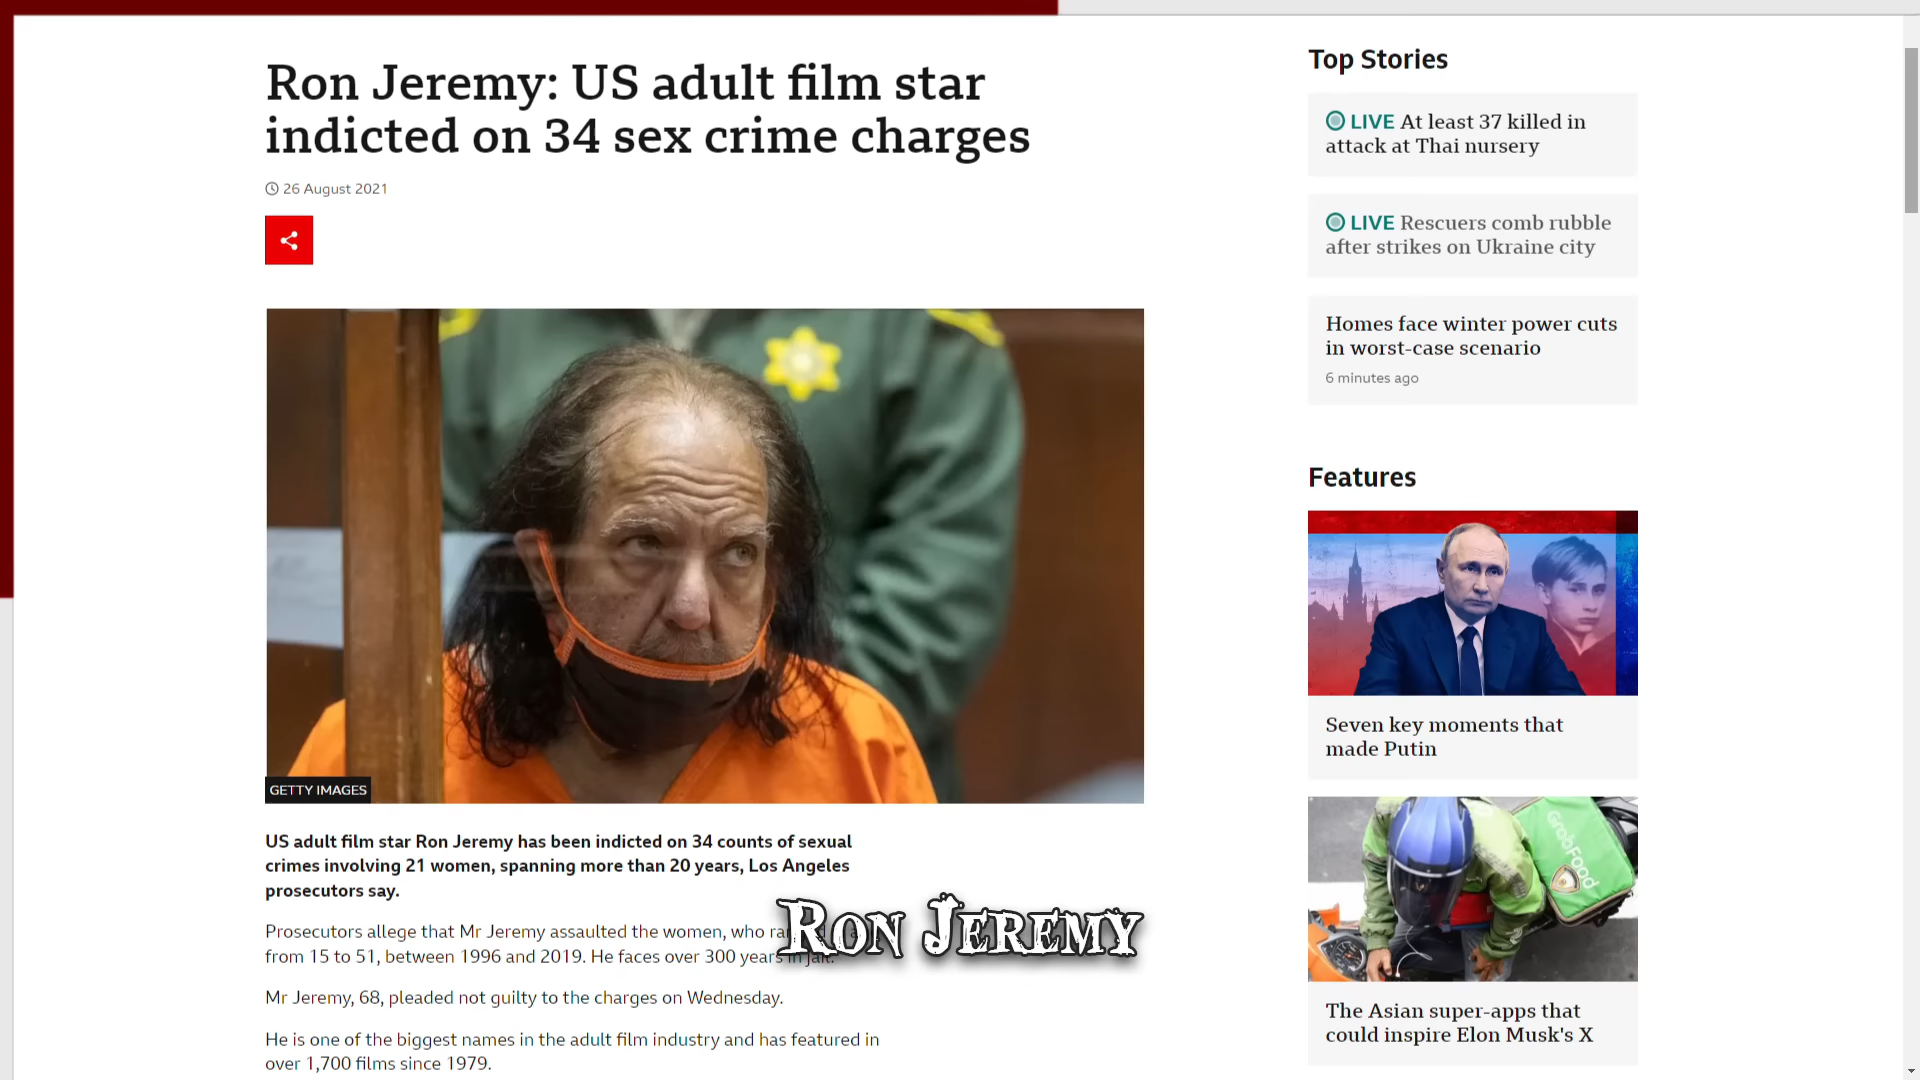 Ron Jeremy: US adult film star
indicted on 34 sex crime charges
26 August 2021
GETTY IMAGES
US adult film star Ron Jeremy has been indicted on 34 counts of sexual
crimes involving 21 women, spanning more than 20 years, Los Angeles
prosecutors say.
Prosecutors allege that Mr Jeremy assaulted the women, who
from 15 to 51, between 1996 and 2019. He faces over 300 years in jail.
Ron Jeremy
Mr Jeremy, 68, pleaded not guilty to the charges on Wednesday.
He is one of the biggest names in the adult film industry and has featured in
over 1,700 films since 1979.
Top Stories
LIVE At least 37 killed in
attack at Thai nursery
LIVE Rescuers comb rubble
after strikes on Ukraine city
Homes face winter power cuts
in worst-case scenario
6 minutes ago
Features
Seven key moments that
made Putin
GrabFood
The Asian super-apps that
could inspire Elon Musk's X